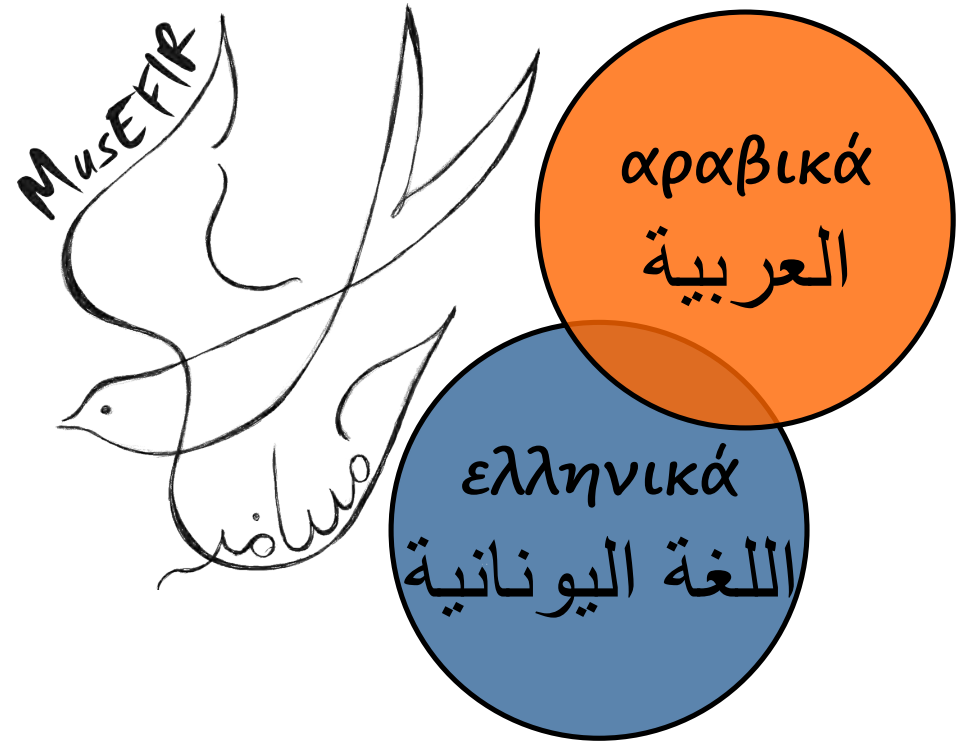 MusEFIR
مسافر
αραβικά
العربية
ελληνικά
اللغة اليونانية